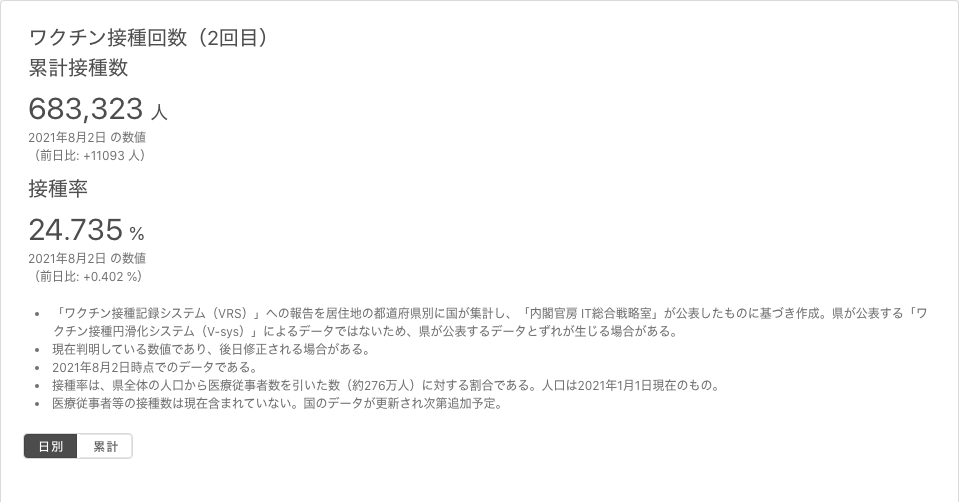 ワクチン接種回数（2回目）
累計接種数
683,323 人
2021年8月2日 の数値
（前日比: +11093 人）
接種率
24.735 %
2021年8月2日 の数値
（前日比: +0.402 %）
• 「ワクチン接種記録システム（VRS）」への報告を居住地の都道府県別に国が集計し、「内閣官房 IT総合戦略室」が公表したものに基づき作成。県が公表する「ワ
クチン接種円滑化システム（V-sys）」によるデータではないため、県が公表するデータとずれが生じる場合がある。
• 現在判明している数値であり、後日修正される場合がある。
• 2021年8月2日時点でのデータである。
• 接種率は、県全体の人口から医療従事者数を引いた数（約276万人）に対する割合である。人口は2021年1月1日現在のもの。
• 医療従事者等の接種数は現在含まれていない。国のデータが更新され次第追加予定。
日別 累計